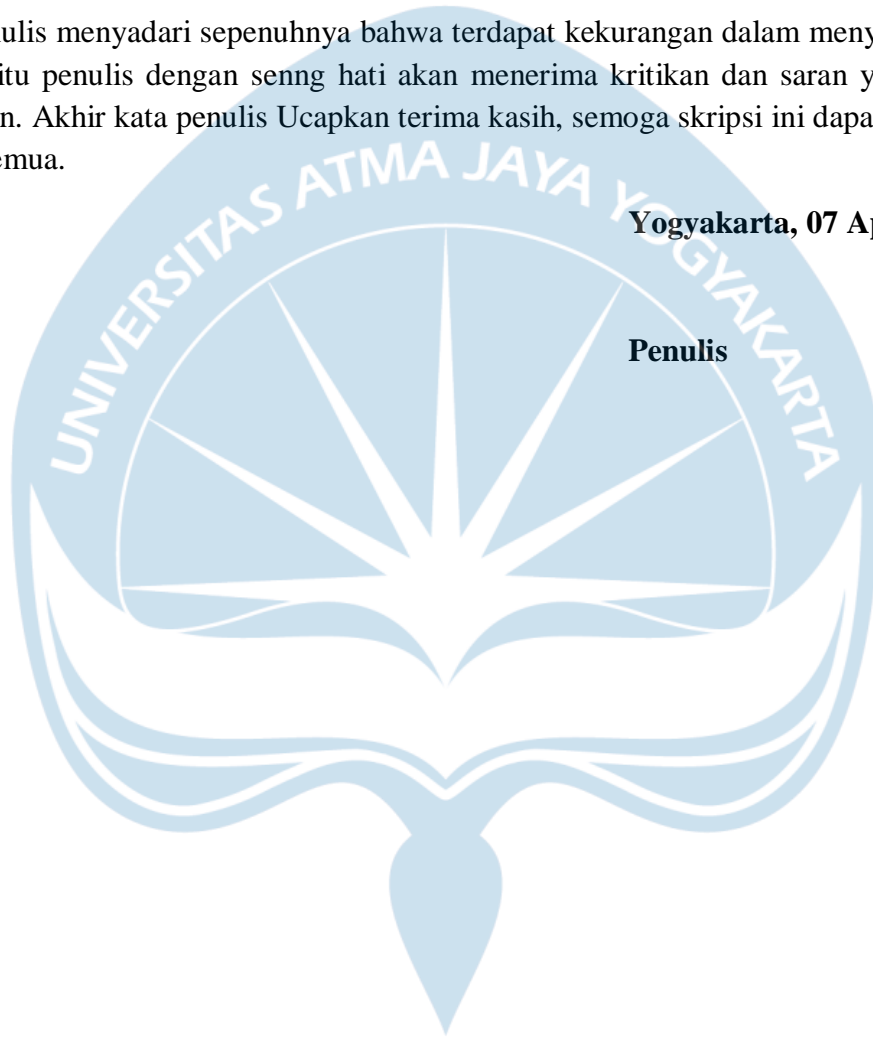 ulis menyadari sepenuhnya bahwa terdapat kekurangan dalam meny
itu penulis dengan senng hati akan menerima kritikan dan saran y
n. Akhir kata penulis Ucapkan terima kasih, semoga skripsi ini dapa
emua.
UNIVERSITAS ATMA JAYA YOGYAKARTA
Yogyakarta, 07 Ap
Penulis